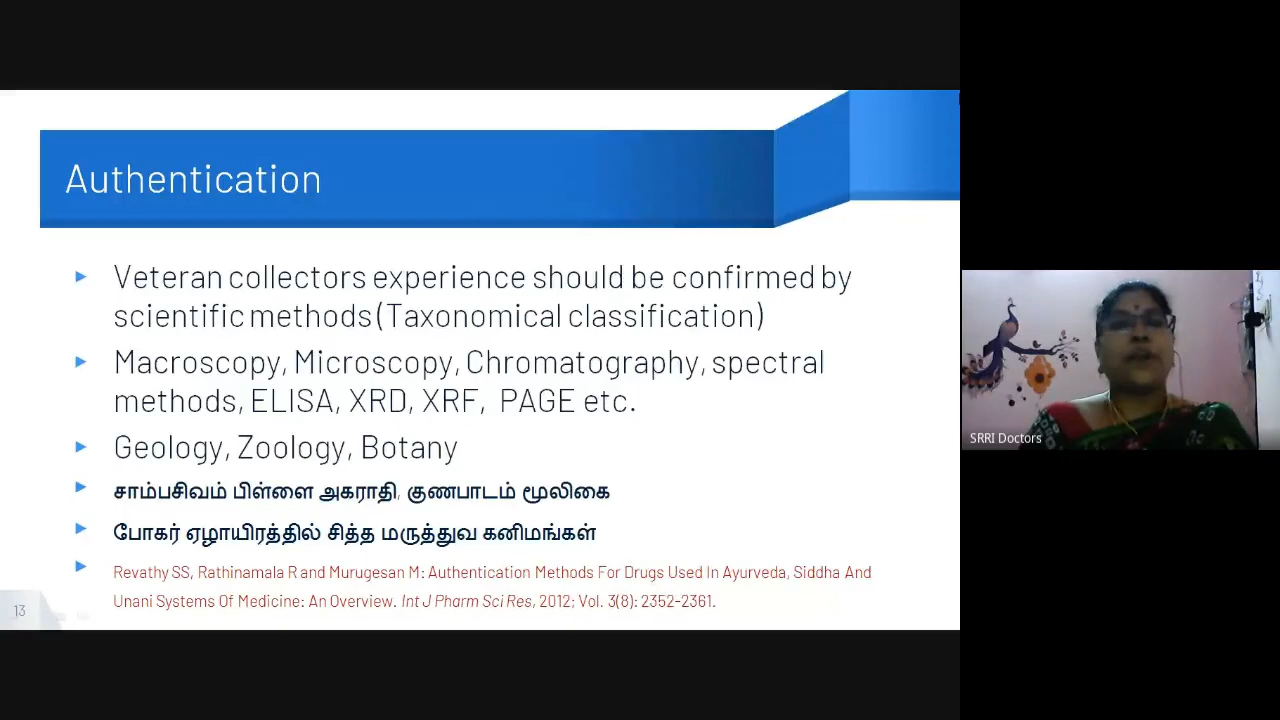 Authentication
Veteran collectors experience should be confirmed by
scientific methods (Taxonomical classification)
Macroscopy, Microscopy, Chromatography, spectral
methods, ELISA, XRD, XRF, PAGE etc.
Geology, Zoology, Botany
சாம்பசிவம் பிள்ளை அகராதி, குணபாடம் மூலிகை
போகர் ஏழாயிரத்தில் சித்த மருத்துவ கனிமங்கள்
Revathy SS, Rathinamala R and Murugesan M: Authentication Methods For Drugs Used In Ayurveda, Siddha And
Unani Systems Of Medicine: An Overview. Int J Pharm Sci Res, 2012; Vol. 3(8): 2352-2361.
13
SRRI Doctors